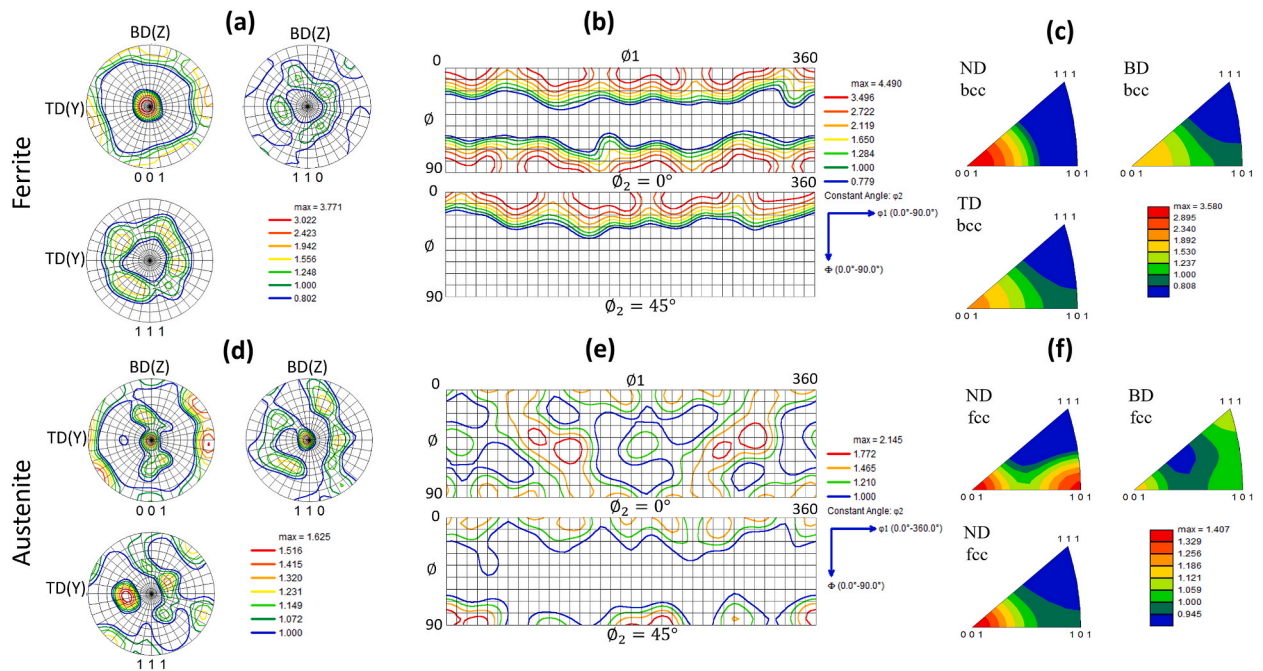 (a)
BD(Z)
BD(Z)
TD(Y)
0 0 1
1 1 0
TD(Y)
1 1 1
max = 3.771
3.022
2.423
1.942
1.556
1.248
1.000
0.802
Ferrite
(b)
0
Ø1
360
Ø
90
Ø₂ = 0°
360
0
Ø
90
Ø₂ = 45°
max = 4.490
3.496
2.722
2.119
1.650
1.284
1.000
0.779
Constant Angle: φ2
φ1 (0.0°-90.0°)
Φ (0.0°-90.0°)
(c)
ND
bcc
1 1 1
0 0 1
1 0 1
BD
bcc
1 1 1
0 0 1
1 0 1
TD
bcc
1 1 1
0 0 1
1 0 1
max = 3.580
2.895
2.340
1.892
1.530
1.237
1.000
0.808
Austenite
(d)
BD(Z)
BD(Z)
TD(Y)
0 0 1
1 1 0
TD(Y)
1 1 1
max = 1.625
1.516
1.415
1.320
1.231
1.149
1.072
1.000
(e)
0
Ø1
360
Ø
90
Ø₂ = 0°
360
0
Ø
90
Ø₂ = 45°
max = 2.145
1.772
1.465
1.210
1.000
Constant Angle: φ2
φ1 (0.0°-360.0°)
Φ (0.0°-90.0°)
(f)
ND
fcc
1 1 1
0 0 1
1 0 1
BD
fcc
1 1 1
0 0 1
1 0 1
ND
fcc
1 1 1
0 0 1
1 0 1
max = 1.407
1.329
1.256
1.186
1.121
1.059
1.000
0.945